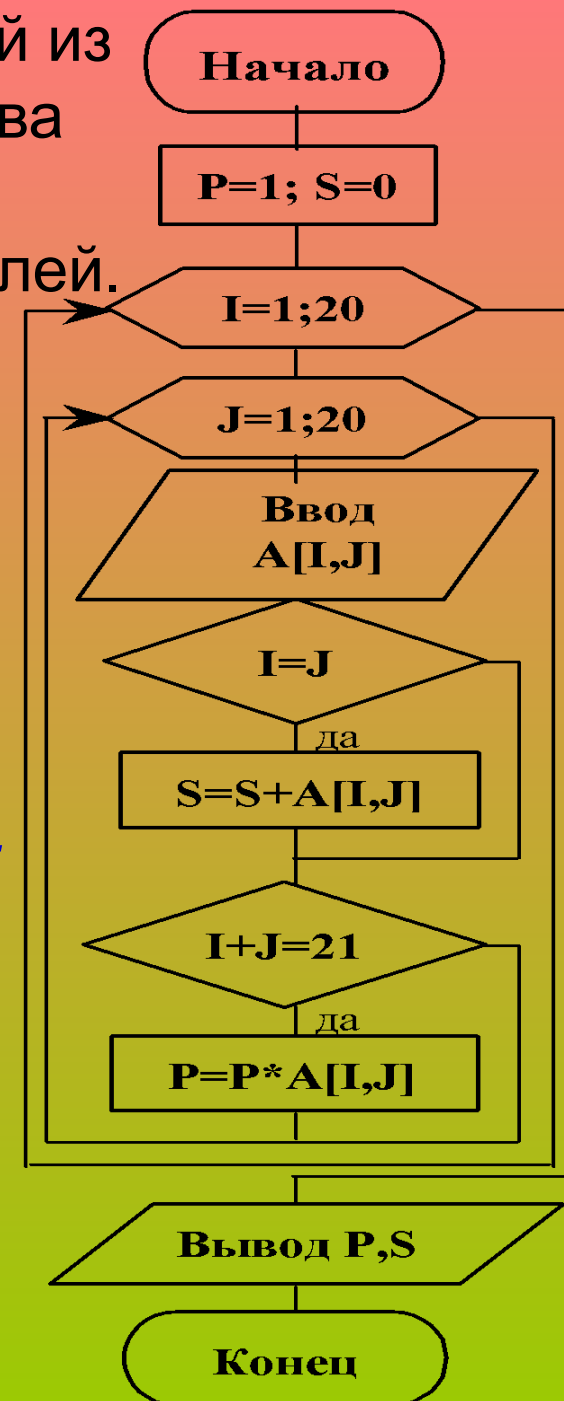 й из
Начало
ва
P=1; S=0
лей.
I=1;20
J=1;20
Ввод
A[I,J]
I=J
да
S=S+A[I,J]
I+J=21
да
P=P*A[I,J]
Вывод P,S
Конец